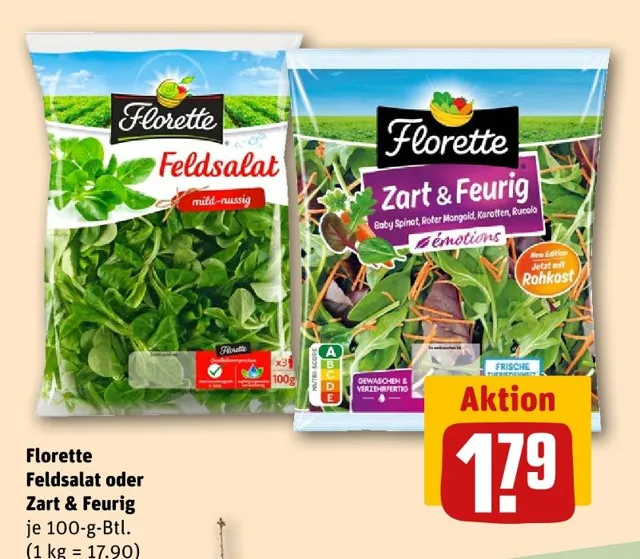 Florette
Feldsalat
mild-nussig
Florette
x3
100g
Florette
Zart & Feurig
Baby Spinat, Roter Mangold, Karotten, Rucola
émotions
New Edition
Jetzt mit
Rohkost
NUTRI-SCORE
A
B
C
D
E
GEWASCHEN &
VERZEHRFERTIG
FRISCHE
Aktion
1.79
Florette
Feldsalat oder
Zart & Feurig
je 100-g-Btl.
(1 kg = 17.90)